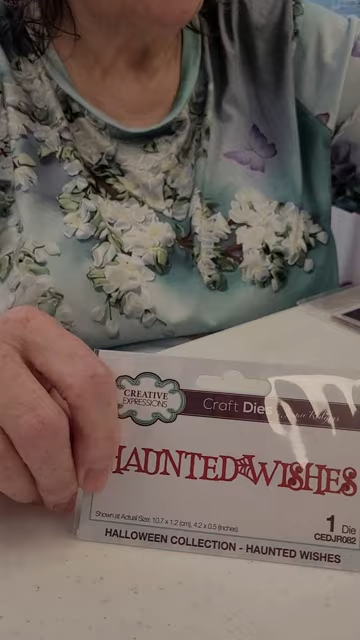 CREATIVE
EXPRESSIONS
Craft Dies
HAUNTED WISHES
Shown at Actual Size: 10.7 x 1.2 (cm), 4.2 x 0.5 (inches)
1 Die
CEDJR082
HALLOWEEN COLLECTION - HAUNTED WISHES